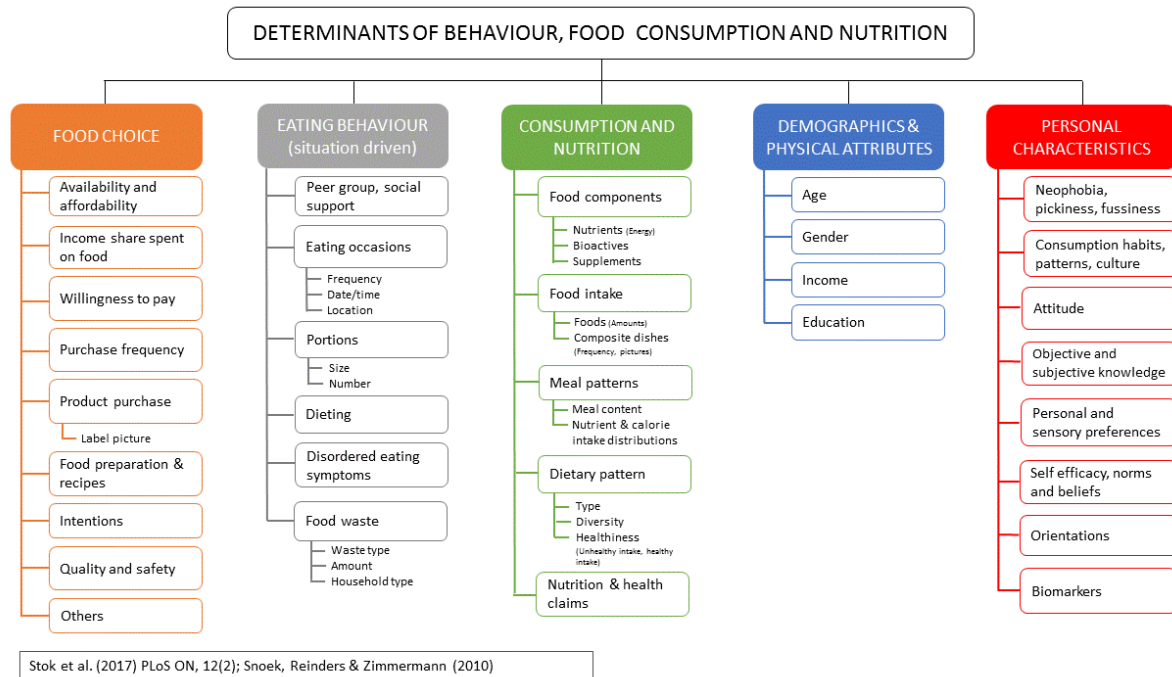 DETERMINANTS OF BEHAVIOUR, FOOD CONSUMPTION AND NUTRITION
FOOD CHOICE
Availability and
affordability
Income share spent
on food
Willingness to pay
Purchase frequency
Product purchase
Label picture
Food preparation &
recipes
Intentions
Quality and safety
Others
EATING BEHAVIOUR
(situation driven)
Peer group, social
support
Eating occasions
Frequency
Date/time
Location
Portions
Size
Number
Dieting
Disordered eating
symptoms
Food waste
Waste type
Amount
Household type
CONSUMPTION AND
NUTRITION
Food components
Nutrients (Energy)
Bioactives
Supplements
Food intake
Foods (Amounts)
Composite dishes
(Frequency, pictures)
Meal patterns
Meal content
Nutrient & calorie
intake distributions
Dietary pattern
Type
Diversity
Healthiness
(Unhealthy intake, healthy
intake)
Nutrition & health
claims
DEMOGRAPHICS &
PHYSICAL ATTRIBUTES
Age
Gender
Income
Education
PERSONAL
CHARACTERISTICS
Neophobia,
pickiness, fussiness
Consumption habits,
patterns, culture
Attitude
Objective and
subjective knowledge
Personal and
sensory preferences
Self efficacy, norms
and beliefs
Orientations
Biomarkers
Stok et al. (2017) PLoS ON, 12(2); Snoek, Reinders & Zimmermann (2010)